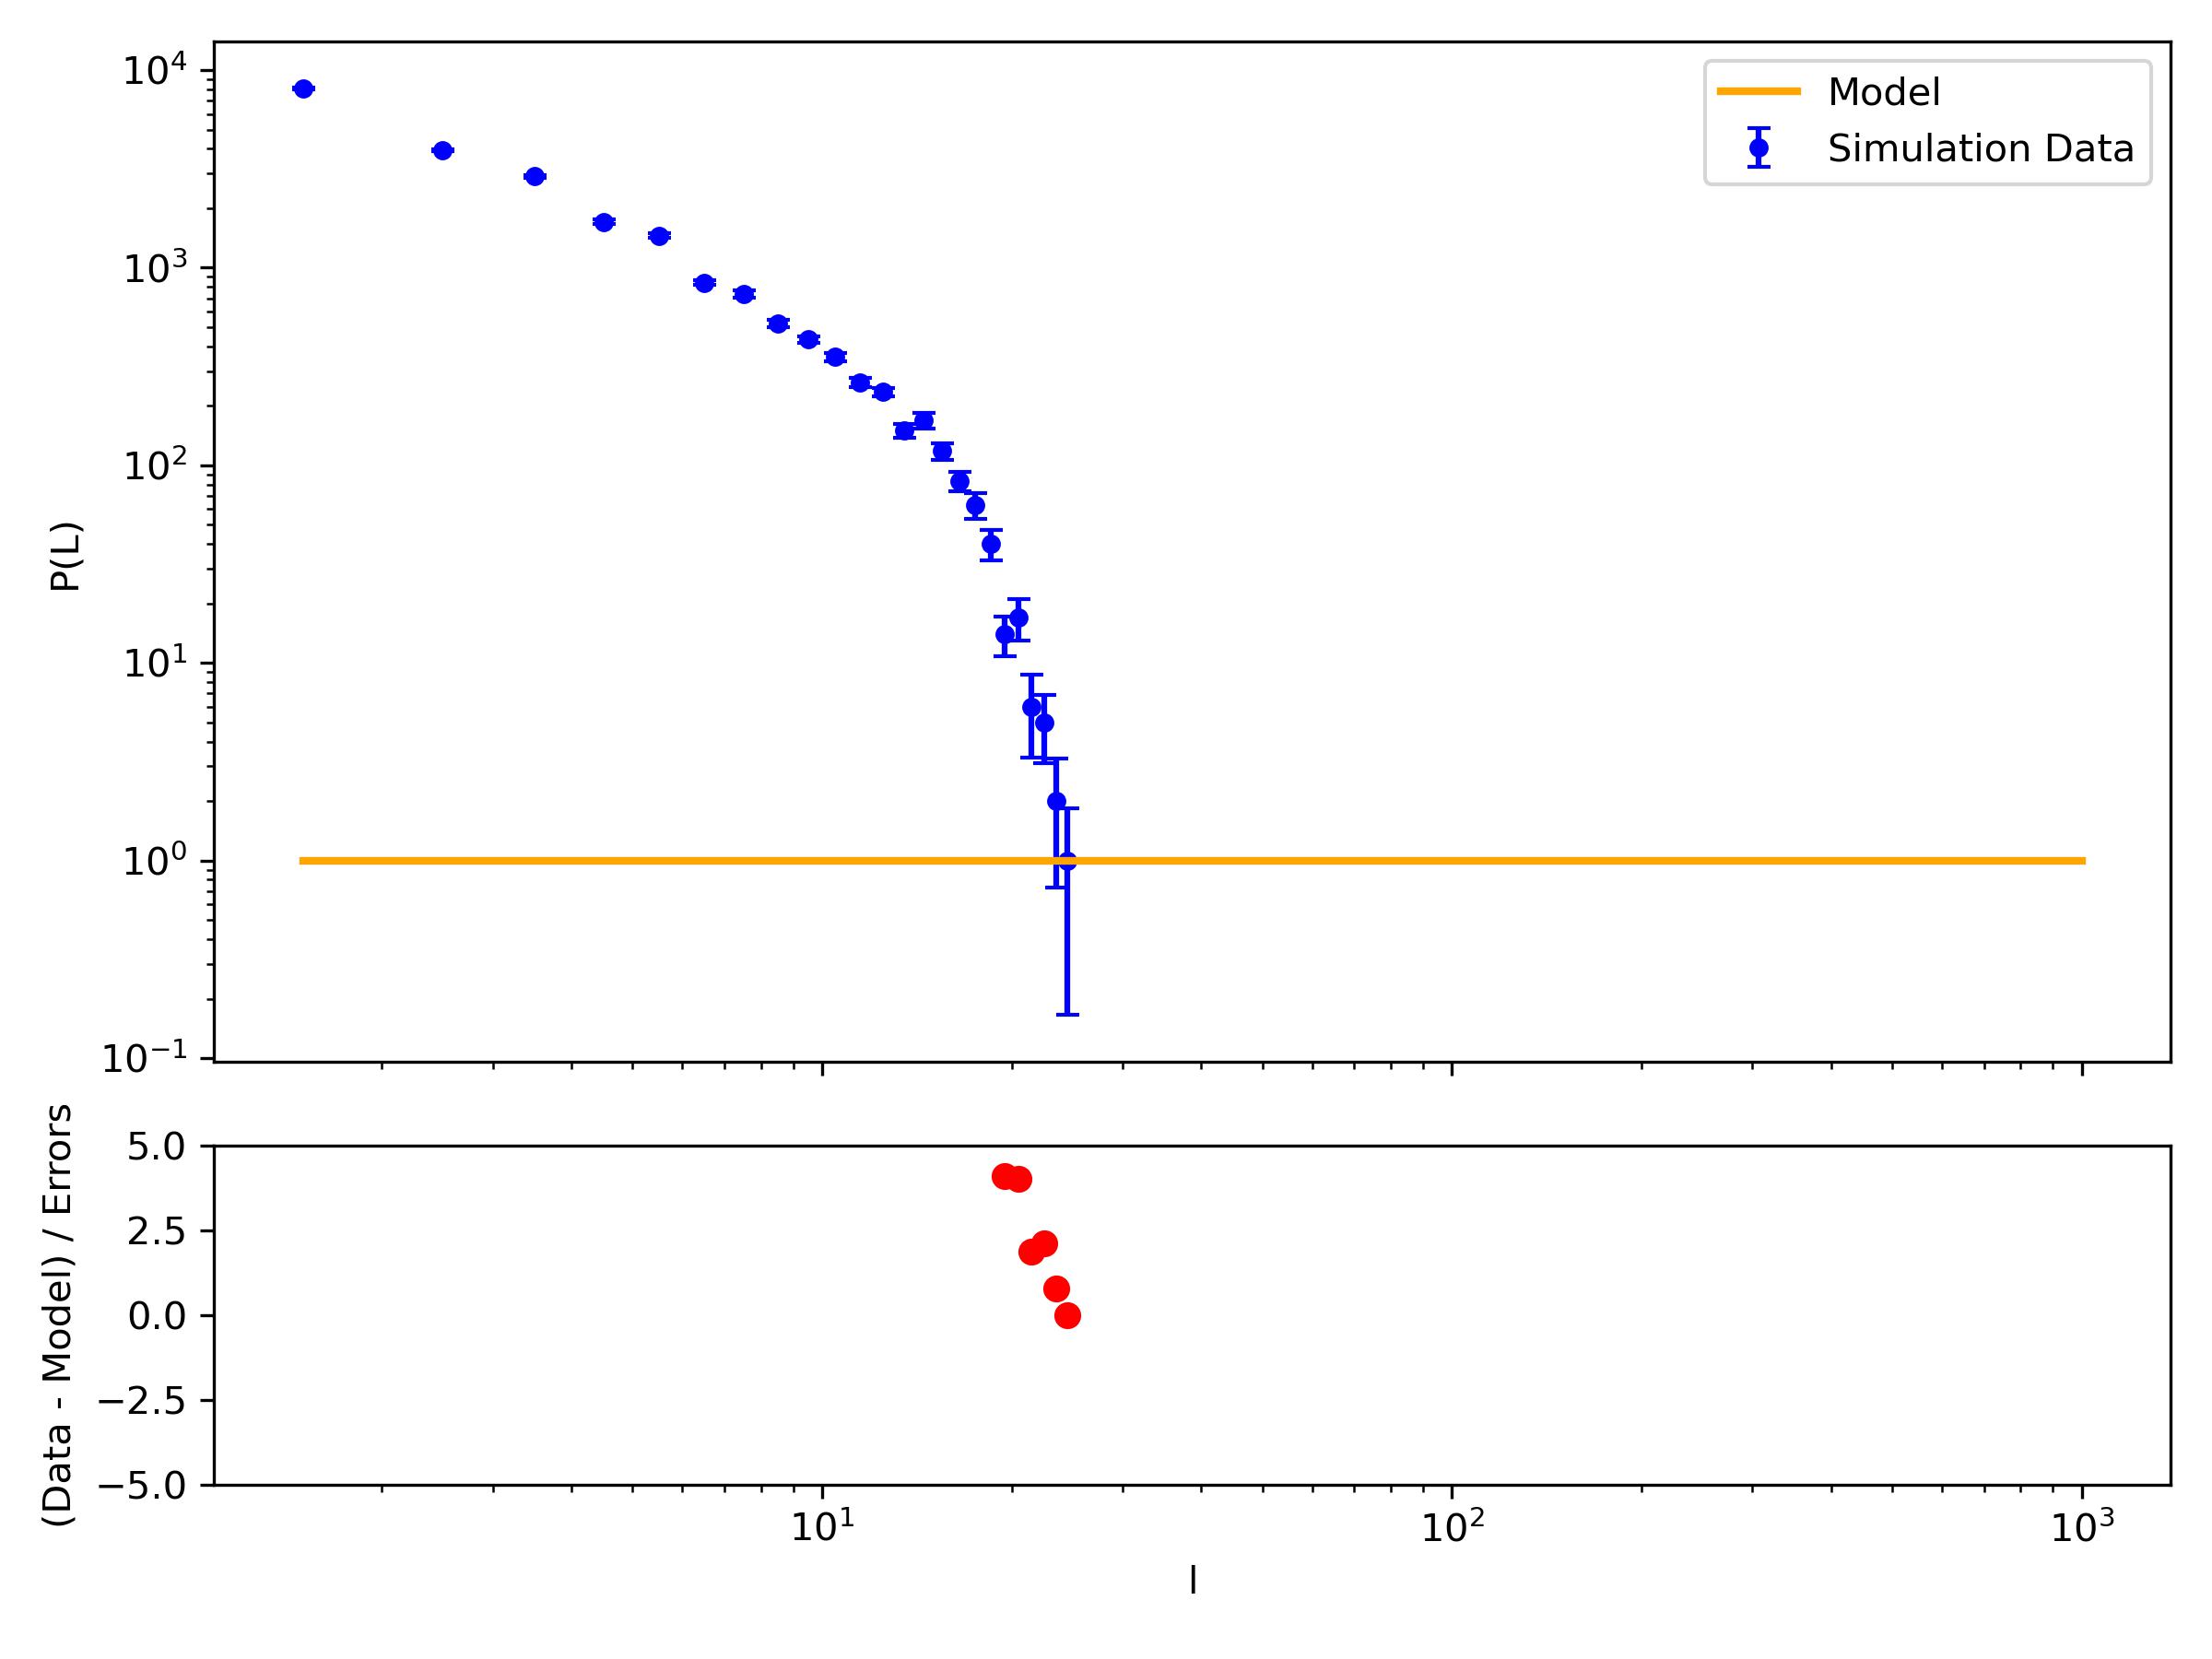 10^4
10^3
10^2
10^1
10^0
10^−1
P(L)
Model
Simulation Data
5.0
2.5
0.0
−2.5
−5.0
(Data - Model) / Errors
10^1
10^2
10^3
l